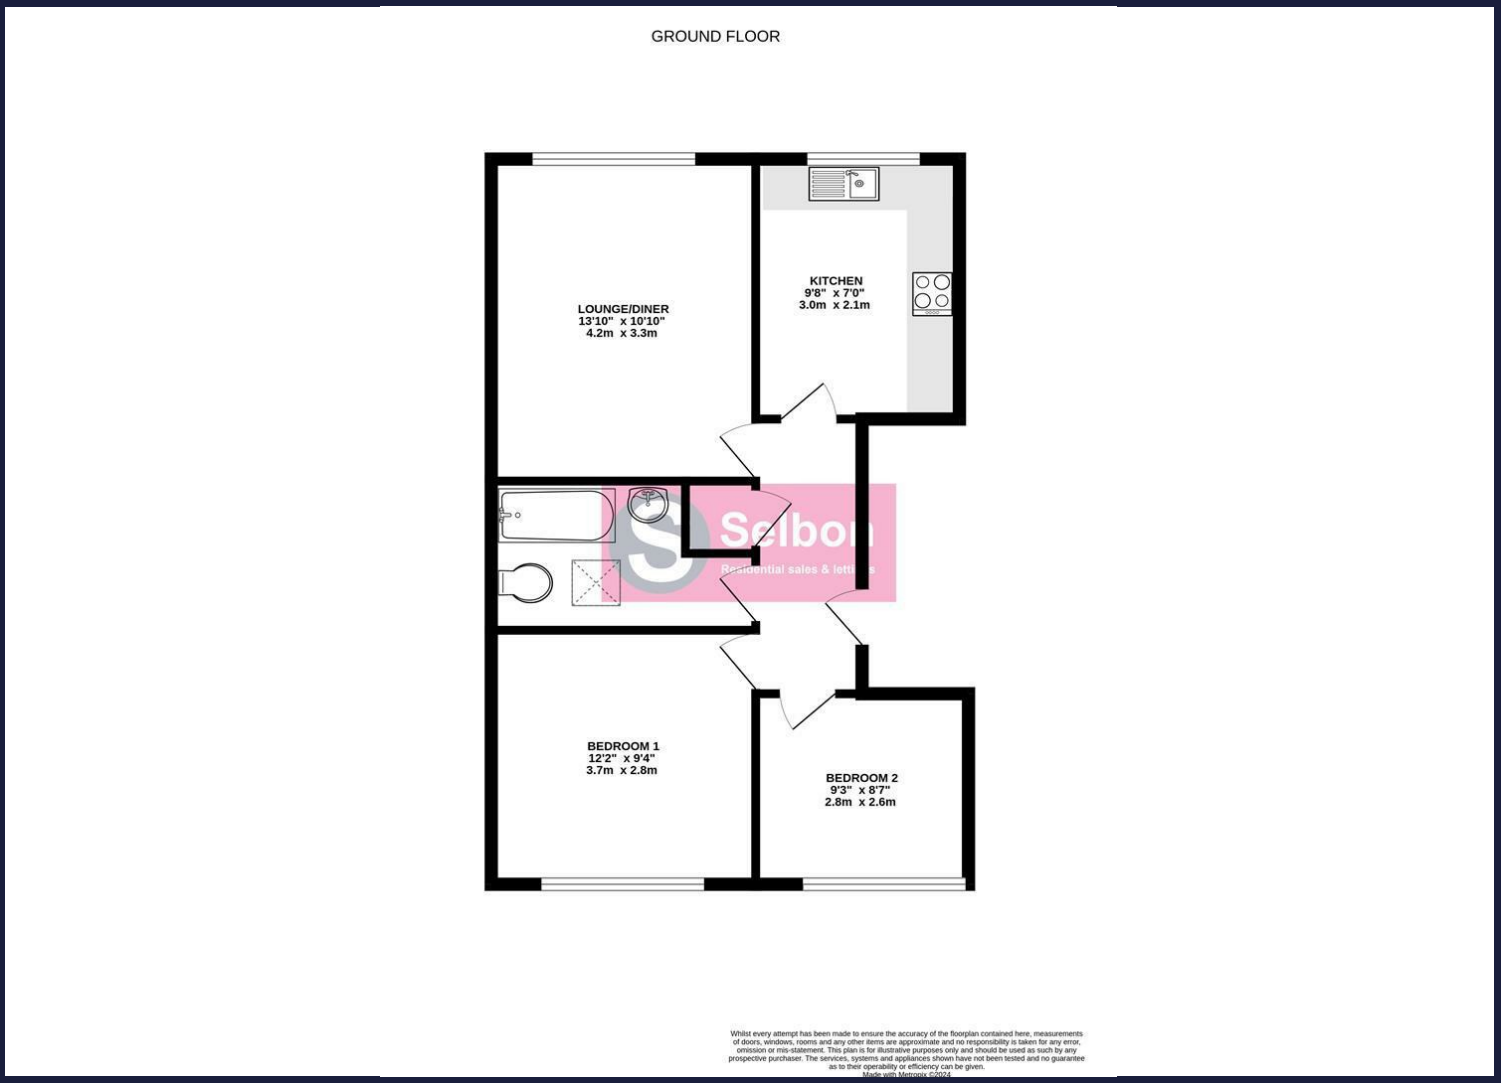 GROUND FLOOR
KITCHEN
9'8" x 7'0"
3.0m x 2.1m
LOUNGE/DINER
13'10" x 10'10"
4.2m x 3.3m
S Selbon
Residential sales & lettings
BEDROOM 1
12'2" x 9'4"
3.7m x 2.8m
BEDROOM 2
9'3" x 8'7"
2.8m x 2.6m
Whilst every attempt has been made to ensure the accuracy of the floorplan contained here, measurements
of doors, windows, rooms and any other items are approximate and no responsibility is taken for any error,
omission or mis-statement. This plan is for illustrative purposes only and should be used as such by any
prospective purchaser. The services, systems and appliances shown have not been tested and no guarantee
as to their operability or efficiency can be given.
Made with Metropix ©2024